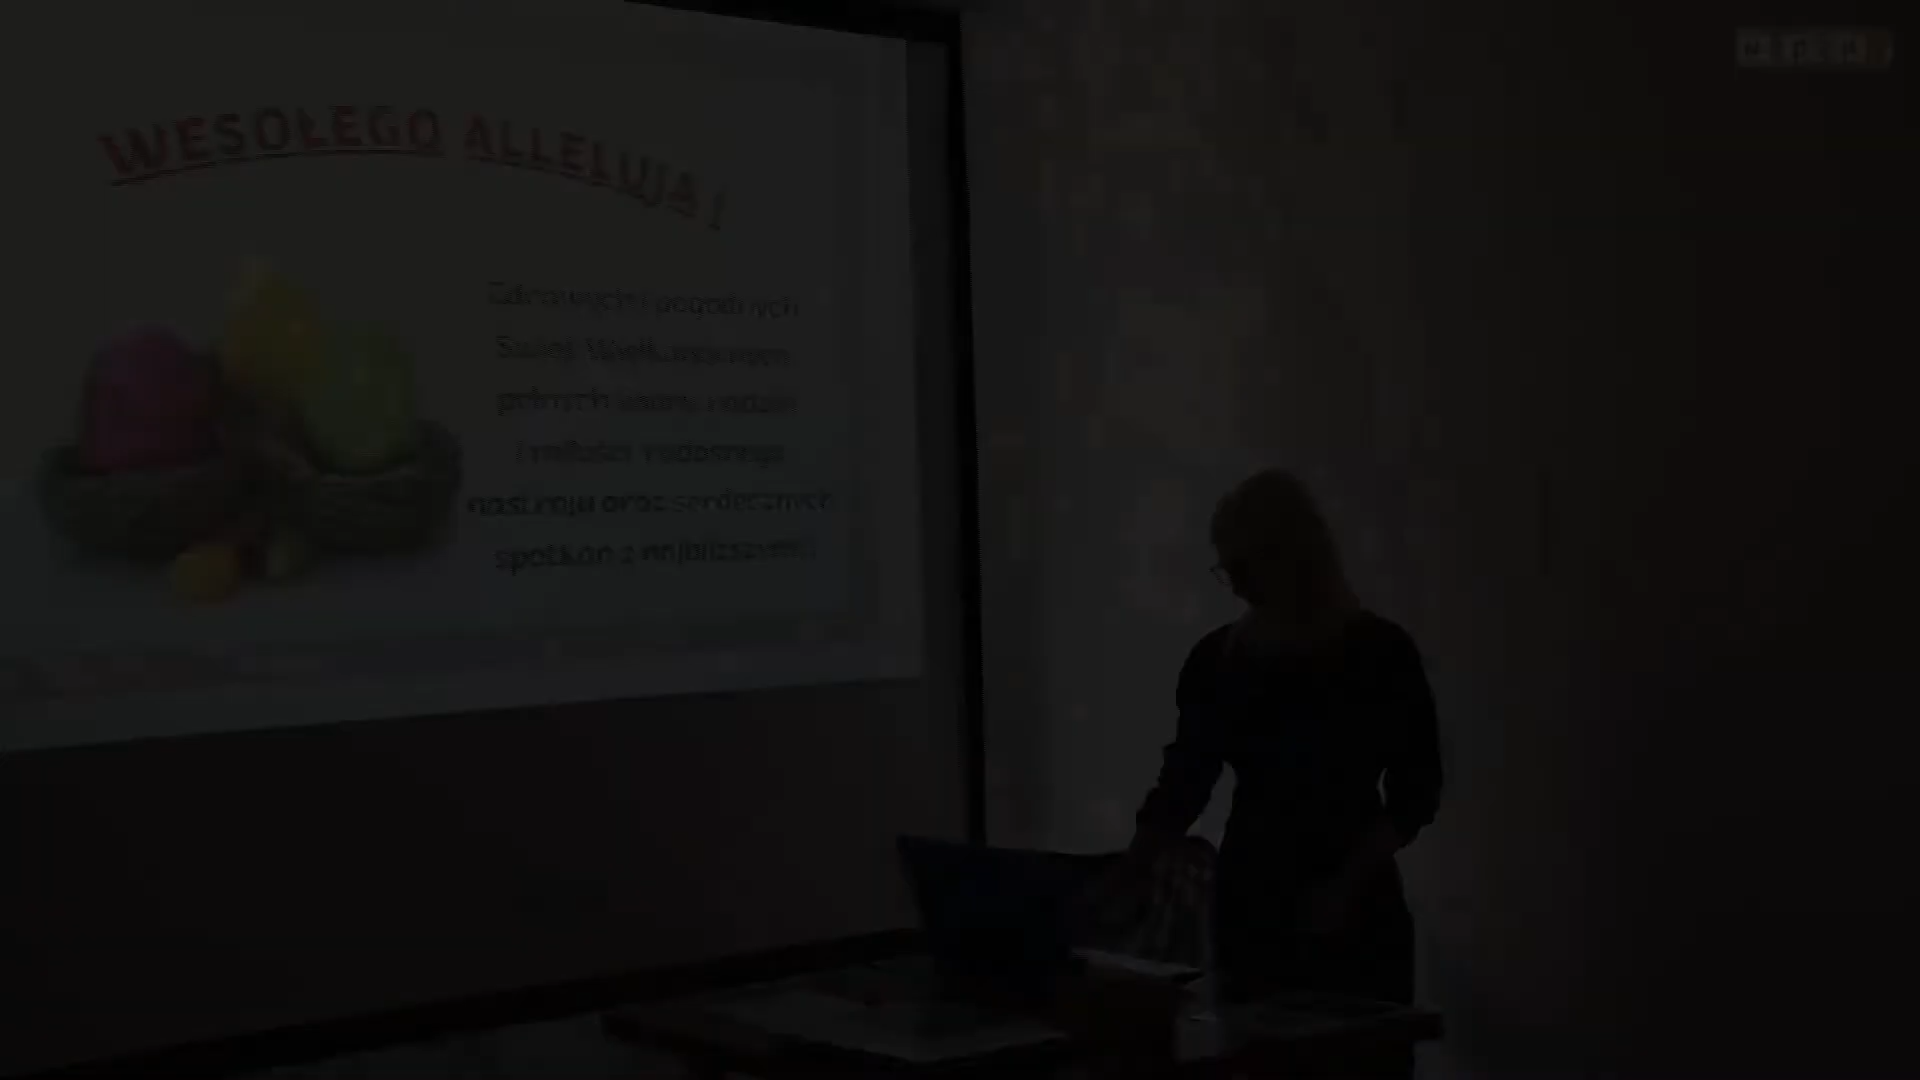 WESOŁEGO ALLELUJA !
Zdrowych i pogodnych
Świąt Wielkanocnych
pełnych wiary, nadziei
i miłości radosnego
nastroju oraz serdecznych
spotkań z najbliższymi